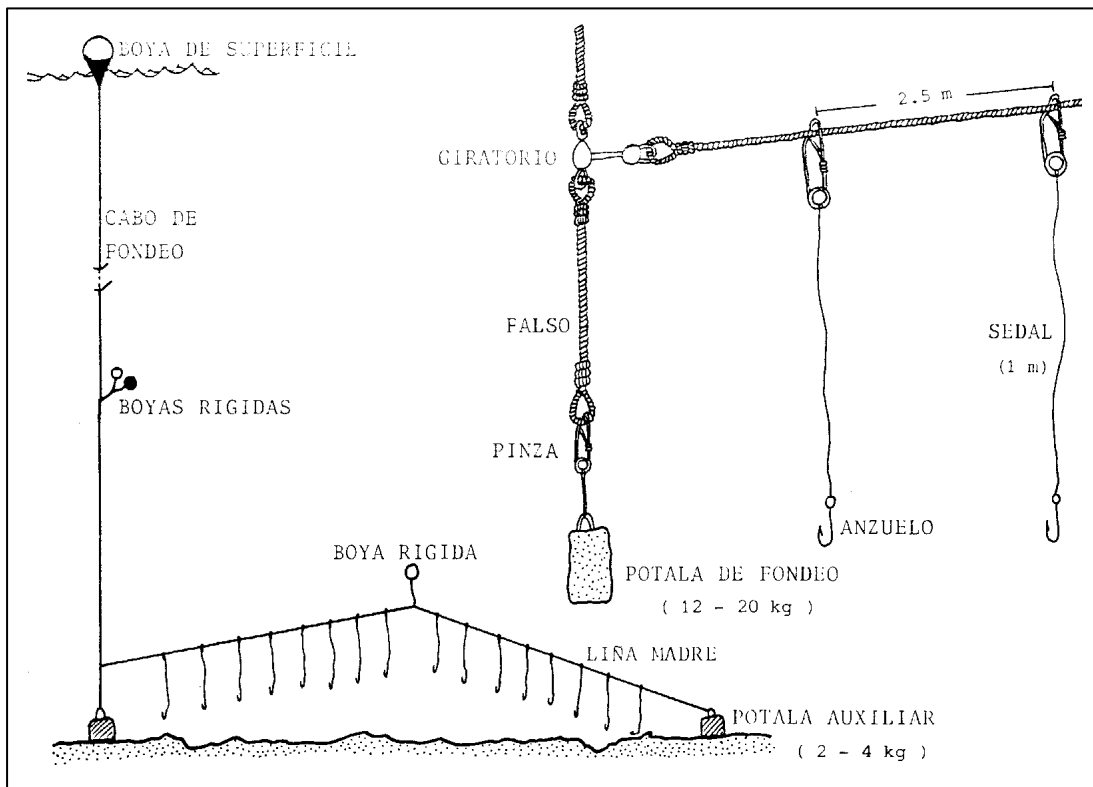 BOYA DE SUPERFICIE
2.5 m
GIRATORIO
CABO DE
FONDEO
FALSO
SEDAL
(1 m)
BOYAS RIGIDAS
PINZA
ANZUELO
BOYA RIGIDA
POTALA DE FONDEO
( 12 - 20 kg )
LIÑA MADRE
POTALA AUXILIAR
( 2 - 4 kg )